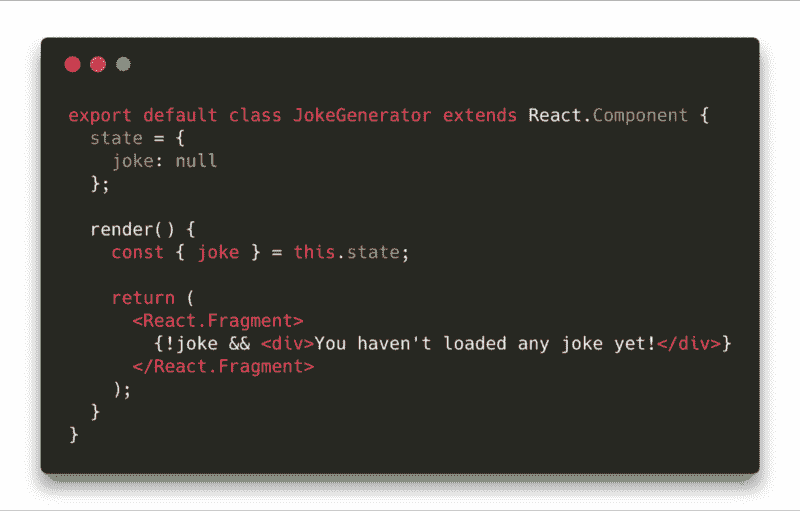 export default class JokeGenerator extends React.Component {
  state = {
    joke: null
  };

  render() {
    const { joke } = this.state;

    return (
      <React.Fragment>
        {!joke && <div>You haven't loaded any joke yet!</div>}
      </React.Fragment>
    );
  }
}